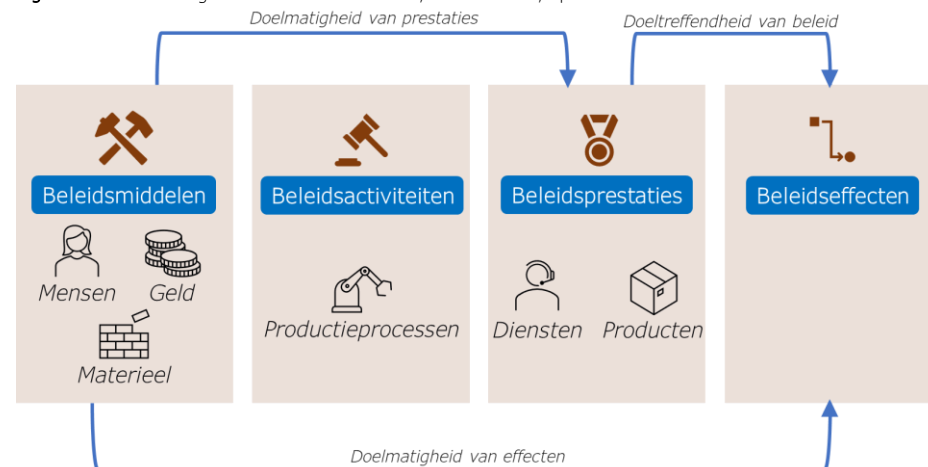 Doelmatigheid van prestaties
Doeltreffendheid van beleid
Beleidsmiddelen
Beleidsactiviteiten
Beleidsprestaties
Beleidseffecten
Mensen
Geld
Materieel
Productieprocessen
Diensten
Producten
Doelmatigheid van effecten